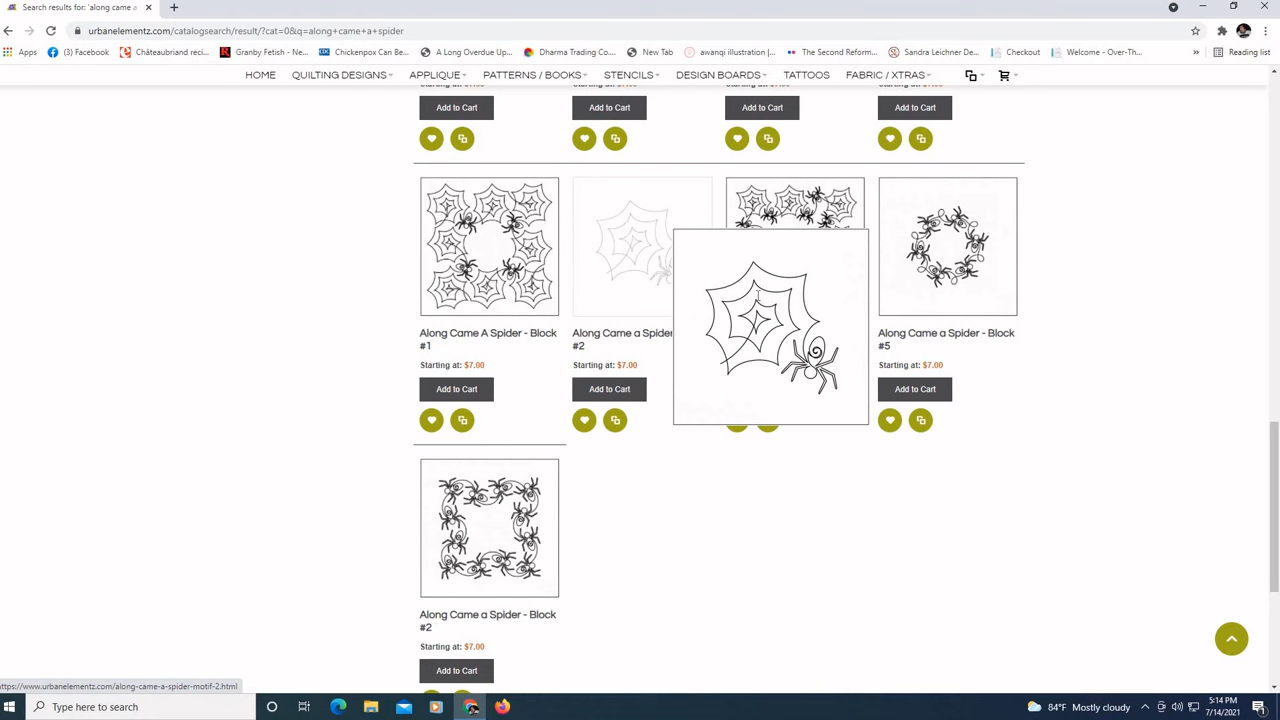 Search results for: 'along came a
urbanelementz.com/catalogsearch/result/?cat=0&q=along+came+a+spider
Apps (3) Facebook Châteaubriand reci... Granby Fetish - Ne... Chickenpox Can Be... A Long Overdue Up... Dharma Trading Co... New Tab awanqi illustration |... The Second Reform... Sandra Leichner De... Checkout Welcome - Over-Th... » Reading list
HOME QUILTING DESIGNS APPLIQUE PATTERNS / BOOKS STENCILS DESIGN BOARDS TATTOOS FABRIC / XTRAS
Add to Cart Add to Cart Add to Cart Add to Cart
Along Came A Spider - Block
#1
Starting at: $7.00
Add to Cart
Along Came a Spider
#2
Starting at: $7.00
Add to Cart
Along Came a Spider - Block
#5
Starting at: $7.00
Add to Cart
Along Came a Spider - Block
#2
Starting at: $7.00
Add to Cart
https://www.urbanelementz.com/along-came-a-spider-motif-2.html
Type here to search
84°F Mostly cloudy
5:14 PM
7/14/2021
1